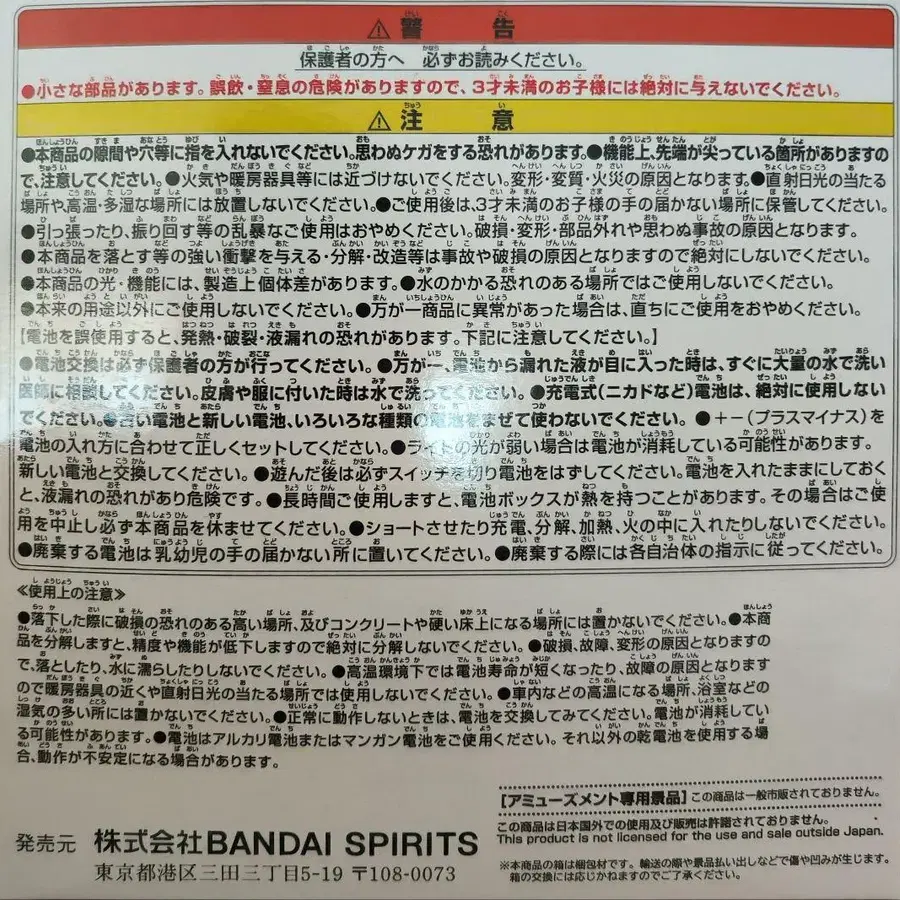 ⚠警告
保護者の方へ 必ずお読みください。
●小さな部品があります。誤飲・窒息の危険がありますので、3才未満のお子様には絶対に与えないでください。
⚠注意
●本商品の隙間や穴等に指を入れないでください。思わぬケガをする恐れがあります。●機能上、先端が尖っている箇所がありますの
で、注意してください。●火気や暖房器具等には近づけないでください。変形・変質・火災の原因となります。●直射日光の当たる
場所や高温・多湿な場所には放置しないでください。●ご使用後は、3才未満のお子様の手の届かない場所に保管してください。
●引っ張ったり、振り回す等の乱暴なご使用はおやめください。破損・変形・部品外れや思わぬ事故の原因となります。
●本商品を落とす等の強い衝撃を与える・分解・改造等は事故や破損の原因となりますので絶対にしないでください。
●本商品の光・機能には、製造上個体差があります。●水のかかる恐れのある場所ではご使用しないでください。
●本来の用途以外にご使用しないでください。●万が一商品に異常があった場合は、直ちにご使用をおやめください。
【電池を誤使用すると、発熱・破裂・液漏れの恐れがあります。下記に注意してください。】
●電池交換は必ず保護者の方が行ってください。●万が一、電池から漏れた液が目に入った時は、すぐに大量の水で洗い
医師に相談してください。皮膚や服に付いた時は水で洗ってください。●充電式(ニカドなど)電池は、絶対に使用しない
でください。●古い電池と新しい電池、いろいろな種類の電池をまぜて使わないでください。●+-(プラスマイナス)を
電池の入れ方に合わせて正しくセットしてください。●ライトの光が弱い場合は電池が消耗している可能性があります。
新しい電池と交換してください。●遊んだ後は必ずスイッチを切り電池をはずしてください。電池を入れたままにしておく
と、液漏れの恐れがあり危険です。●長時間ご使用しますと、電池ボックスが熱を持つことがあります。その場合はご使
用を中止し必ず本商品を休ませてください。●ショートさせたり充電、分解、加熱、火の中に入れたりしないでください。
●廃棄する電池は乳幼児の手の届かない所に置いてください。●廃棄する際には各自治体の指示に従ってください。
≪使用上の注意≫
●落下した際に破損の恐れのある高い場所、及びコンクリートや硬い床上になる場所には置かないでください。●本商
品を分解しますと、精度や機能が低下しますので絶対に分解しないでください。●破損、故障、変形の原因となりますの
で、落としたり、水に濡らしたりしないでください。●高温環境下では電池寿命が短くなったり、故障の原因となります
ので暖房器具の近くや直射日光の当たる場所では使用しないでください。●車内などの高温になる場所、浴室などの
湿気の多い所には置かないでください。●正常に動作しないときは、電池を交換してみてください。電池が消耗してい
る可能性があります。●電池はアルカリ電池またはマンガン電池をご使用ください。それ以外の乾電池を使用する場
合、動作が不安定になる場合があります。
[アミューズメント専用景品] この商品は一般市販されておりません。
この商品は日本国外での使用及び販売は許諾されておりません。
This product is not licensed for the use and sale outside Japan.
発売元 株式会社BANDAI SPIRITS
東京都港区三田三丁目5-19 〒108-0073
※本商品の箱は梱包材です。輸送の際や景品払い出しなどで傷や凹みが生じます。
箱の交換には応じかねますのでご了承ください。